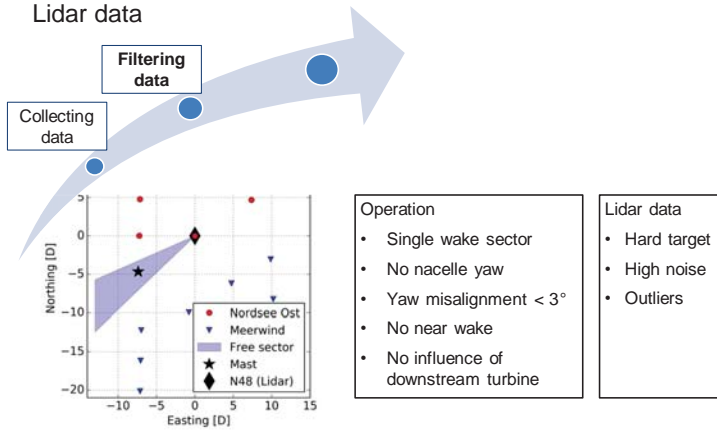 Lidar data
Filtering
data
Collecting
data
5
0
−5
−10
−15
−20
Northing [D]
−10
−5
0
5
10
15
Easting [D]
Nordsee Ost
Meerwind
Free sector
Mast
N48 (Lidar)
Operation
• Single wake sector
• No nacelle yaw
• Yaw misalignment < 3°
• No near wake
• No influence of
downstream turbine
Lidar data
• Hard target
• High noise
• Outliers